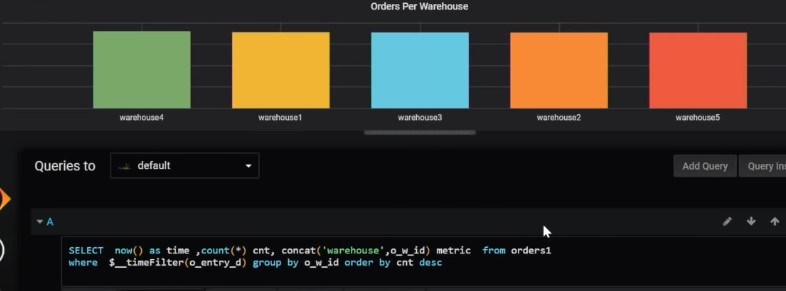 Orders Per Warehouse
warehouse4 warehouse1 warehouse3 warehouse2 warehouse5
Queries to default Add Query Query Ins
A
SELECT now() as time ,count(*) cnt, concat('warehouse',o_w_id) metric from orders1
where $__timeFilter(o_entry_d) group by o_w_id order by cnt desc